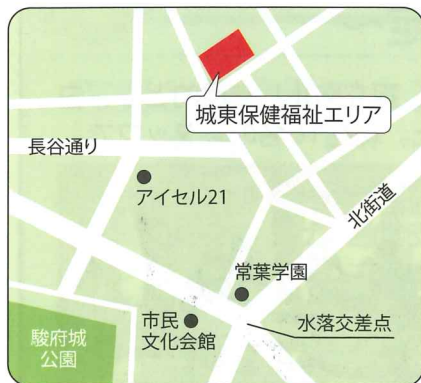 城東保健福祉エリア
長谷通り
アイセル21
北街道
常葉学園
市民
文化会館
水落交差点
駿府城
公園